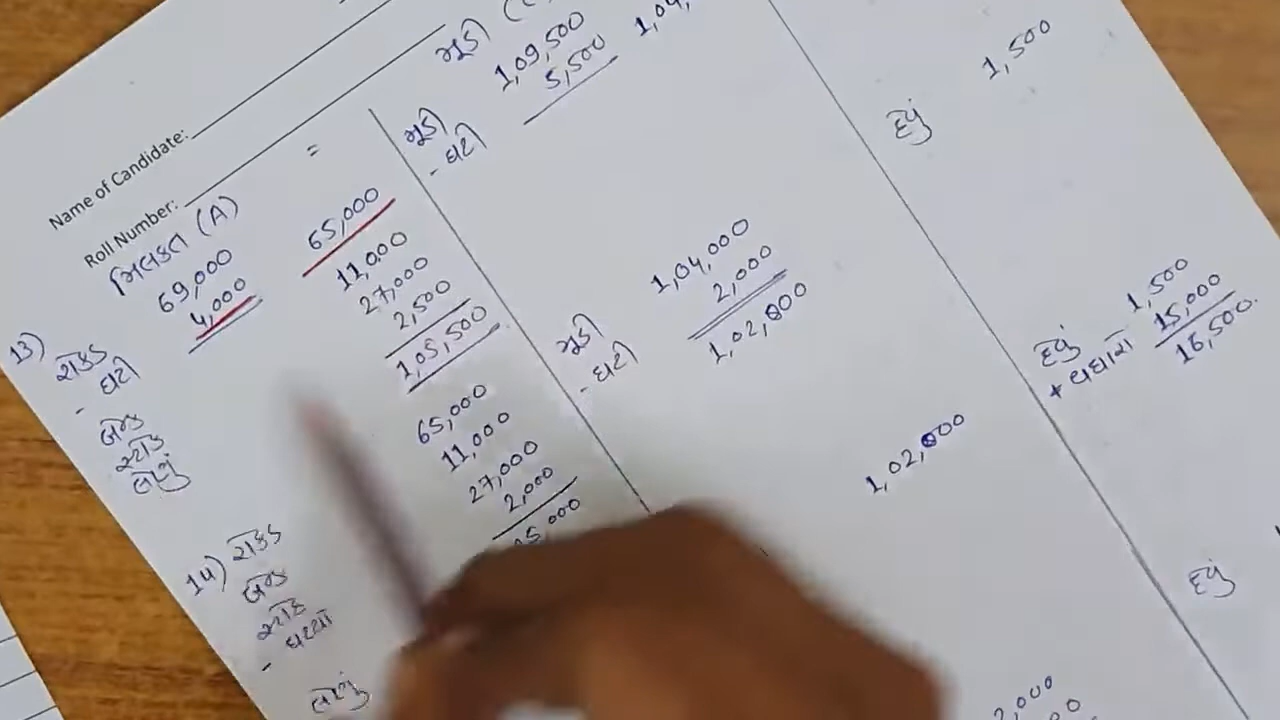 Name of Candidate:
Roll Number:
=
મિલકત (A)
13) રોકડ 69,000
- ઘટી 4,000 65,000
બેન્ક 11,000
સ્ટોક 27,000
લેણું 2,500
1,05,500
14) રોકડ 65,000
બેન્ક 11,000
સ્ટોક 27,000
- ઘટયો 2,000
લેણું
મૂડી
મૂડી 1,09,500
- ઘટી 5,500
1,04,
મૂડી 1,04,000
- ઘટી 2,000
1,02,000
1,02,000
દેવું 1,500
દેવું 1,500
+ વધારો 15,000
16,500
દેવું
2,000